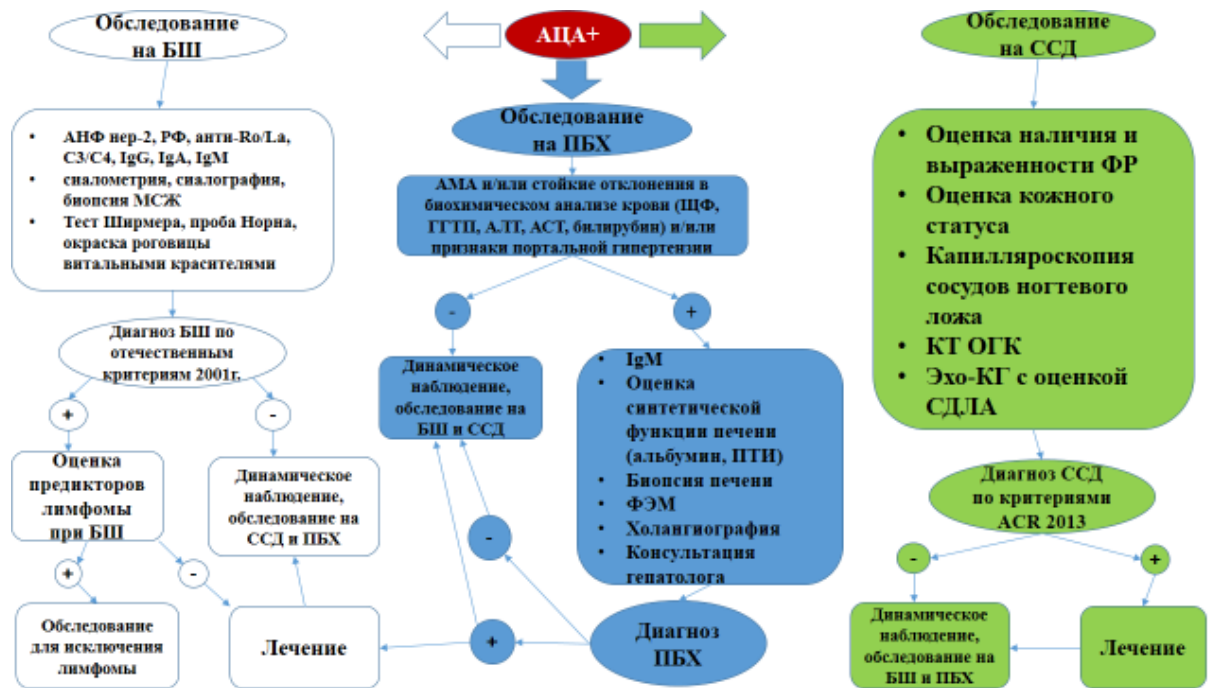 Обследование
на БШ
АНФ hep-2, РФ, анти-Ro/La,
С3/С4, IgG, IgA, IgM
сиалометрия, сиалография,
биопсия МСЖ
Тест Ширмера, проба Норна,
окраска роговицы
витальными красителями
Диагноз БШ по
отечественным
критериям 2001г.
+
-
Оценка
предикторов
лимфомы
при БШ
Динамическое
наблюдение,
обследование на
ССД и ПБХ
+
-
Обследование
для исключения
лимфомы
Лечение
АЦА+
Обследование
на ПБХ
АМА и/или стойкие отклонения в
биохимическом анализе крови (ЩФ,
ГГТП, АЛТ, АСТ, билирубин) и/или
признаки портальной гипертензии
-
+
Динамическое
наблюдение,
обследование на
БШ и ССД
IgM
Оценка
синтетической
функции печени
(альбумин, ПТИ)
Биопсия печени
ФЭМ
Холангиография
Консультация
гепатолога
-
+
Диагноз
ПБХ
Обследование
на ССД
Оценка наличия и
выраженности ФР
Оценка кожного
статуса
Капилляроскопия
сосудов ногтевого
ложа
КТ ОГК
Эхо-КГ с оценкой
СДЛА
Диагноз ССД
по критериями
ACR 2013
-
+
Динамическое
наблюдение,
обследование на
БШ и ПБХ
Лечение